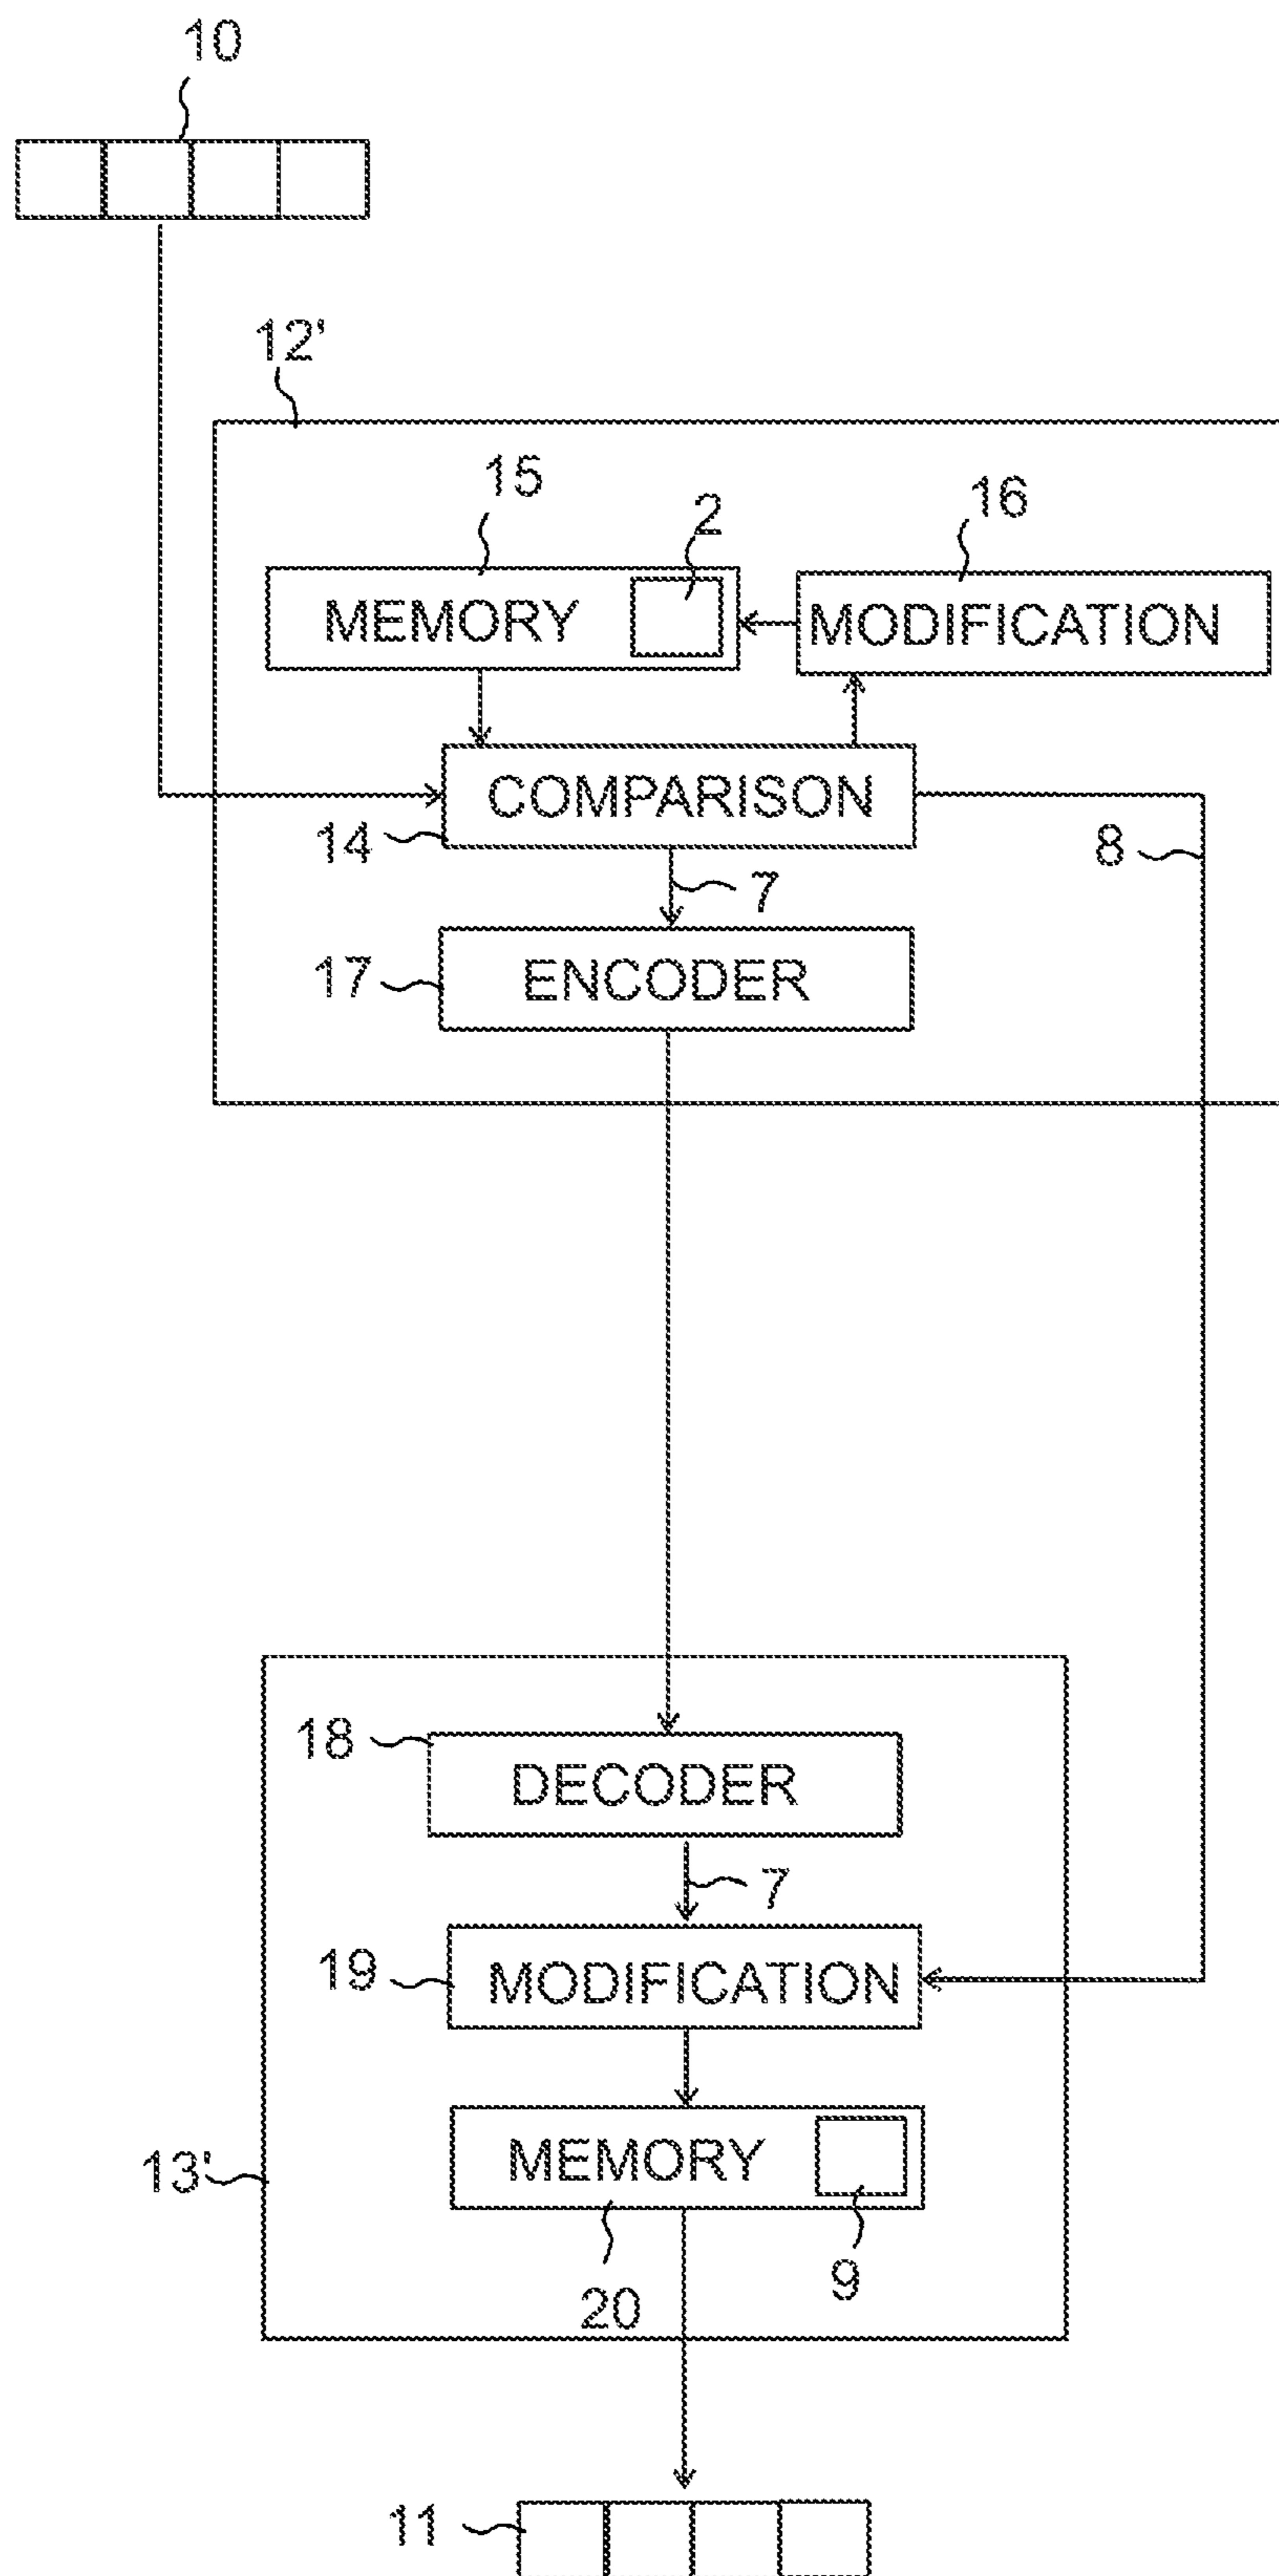 10
12'
15
2
16
MEMORY
MODIFICATION
COMPARISON
14
8
7
17
ENCODER
18
DECODER
7
19
MODIFICATION
13'
MEMORY
9
20
11